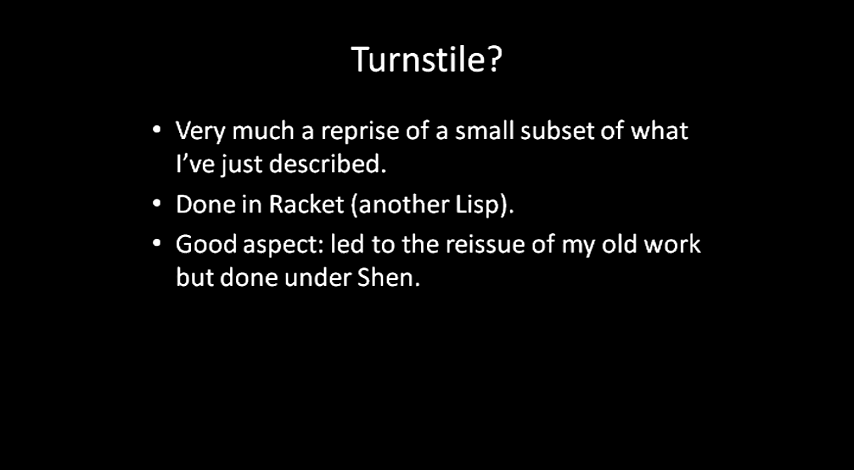 Turnstile?
• Very much a reprise of a small subset of what
I've just described.
• Done in Racket (another Lisp).
• Good aspect: led to the reissue of my old work
but done under Shen.